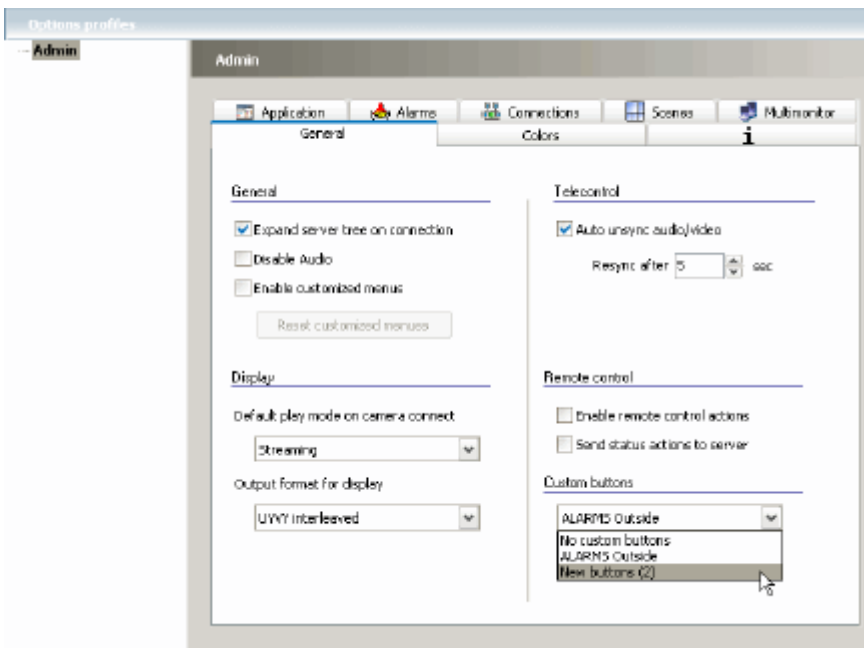 Options profiles
Admin
Admin
Application Alarms Connections Scenes Multimonitor
General Colors i
General
Expand server tree on connection
Disable Audio
Enable customized menus
Reset customized menues
Telecontrol
Auto unsync audio/video
Resync after 5 sec
Display
Default play mode on camera connect
Streaming
Output format for display
UYVY interleaved
Remote control
Enable remote control actions
Send status actions to server
Custom buttons
ALARMS Outside
No custom buttons
ALARMS Outside
New buttons (2)